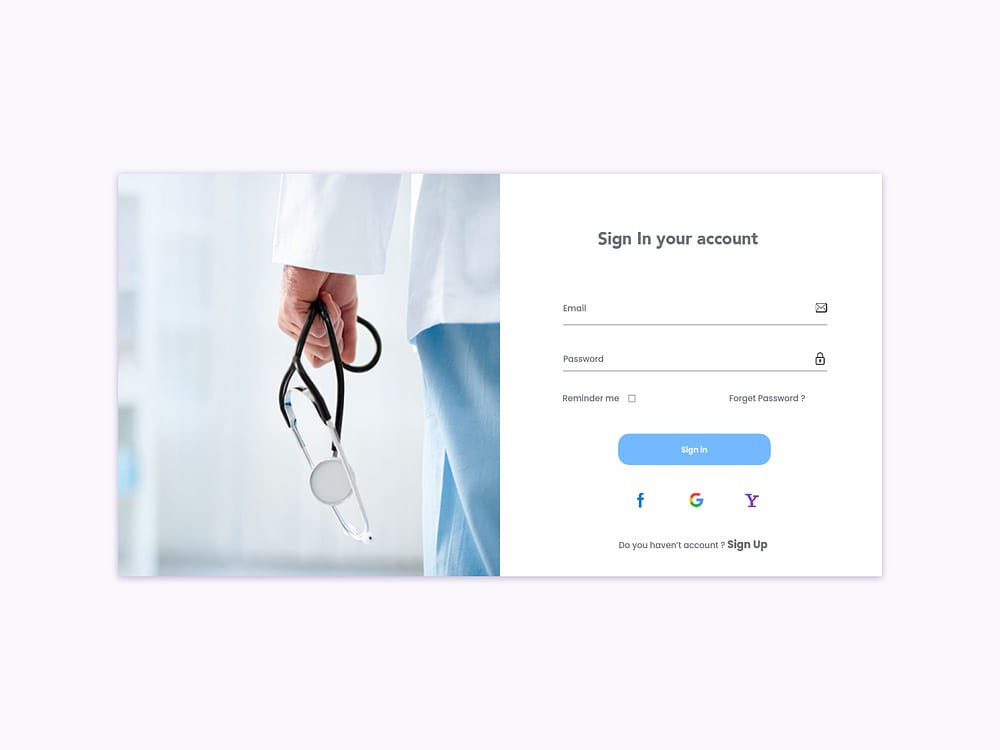 Sign In your account
Email
Password
Reminder me
Forget Password ?
Sign in
Do you haven't account ? Sign Up